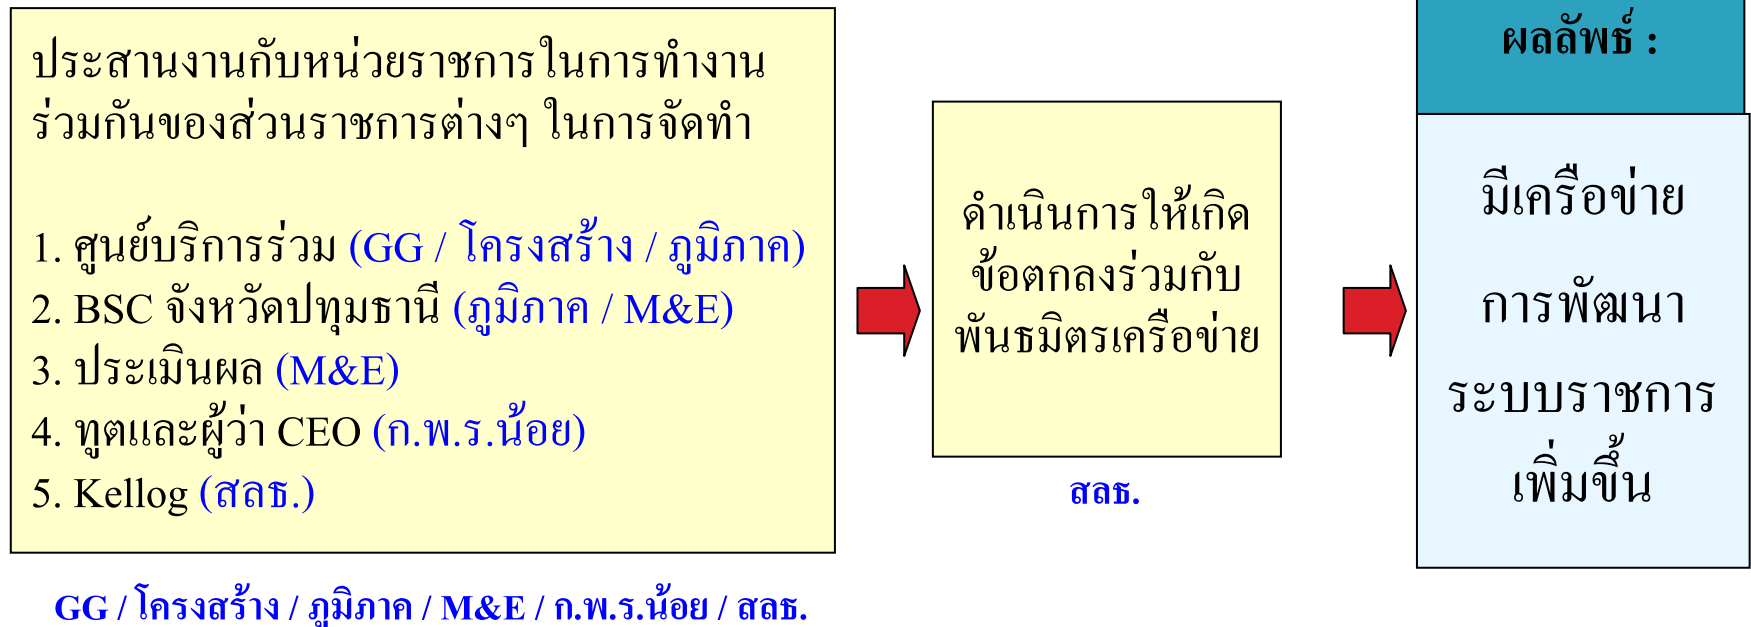 ประสานงานกับหน่วยราชการในการทำงาน
ร่วมกันของส่วนราชการต่างๆ ในการจัดทำ
1. ศูนย์บริการร่วม (GG / โครงสร้าง / ภูมิภาค)
2. BSC จังหวัดปทุมธานี (ภูมิภาค / M&E)
3. ประเมินผล (M&E)
4. ทูตและผู้ว่า CEO (ก.พ.ร.น้อย)
5. Kellog (สลธ.)
GG / โครงสร้าง / ภูมิภาค / M&E / ก.พ.ร.น้อย / สลธ.
ดำเนินการให้เกิด
ข้อตกลงร่วมกับ
พันธมิตรเครือข่าย
สลธ.
ผลลัพธ์ :
มีเครือข่าย
การพัฒนา
ระบบราชการ
เพิ่มขึ้น